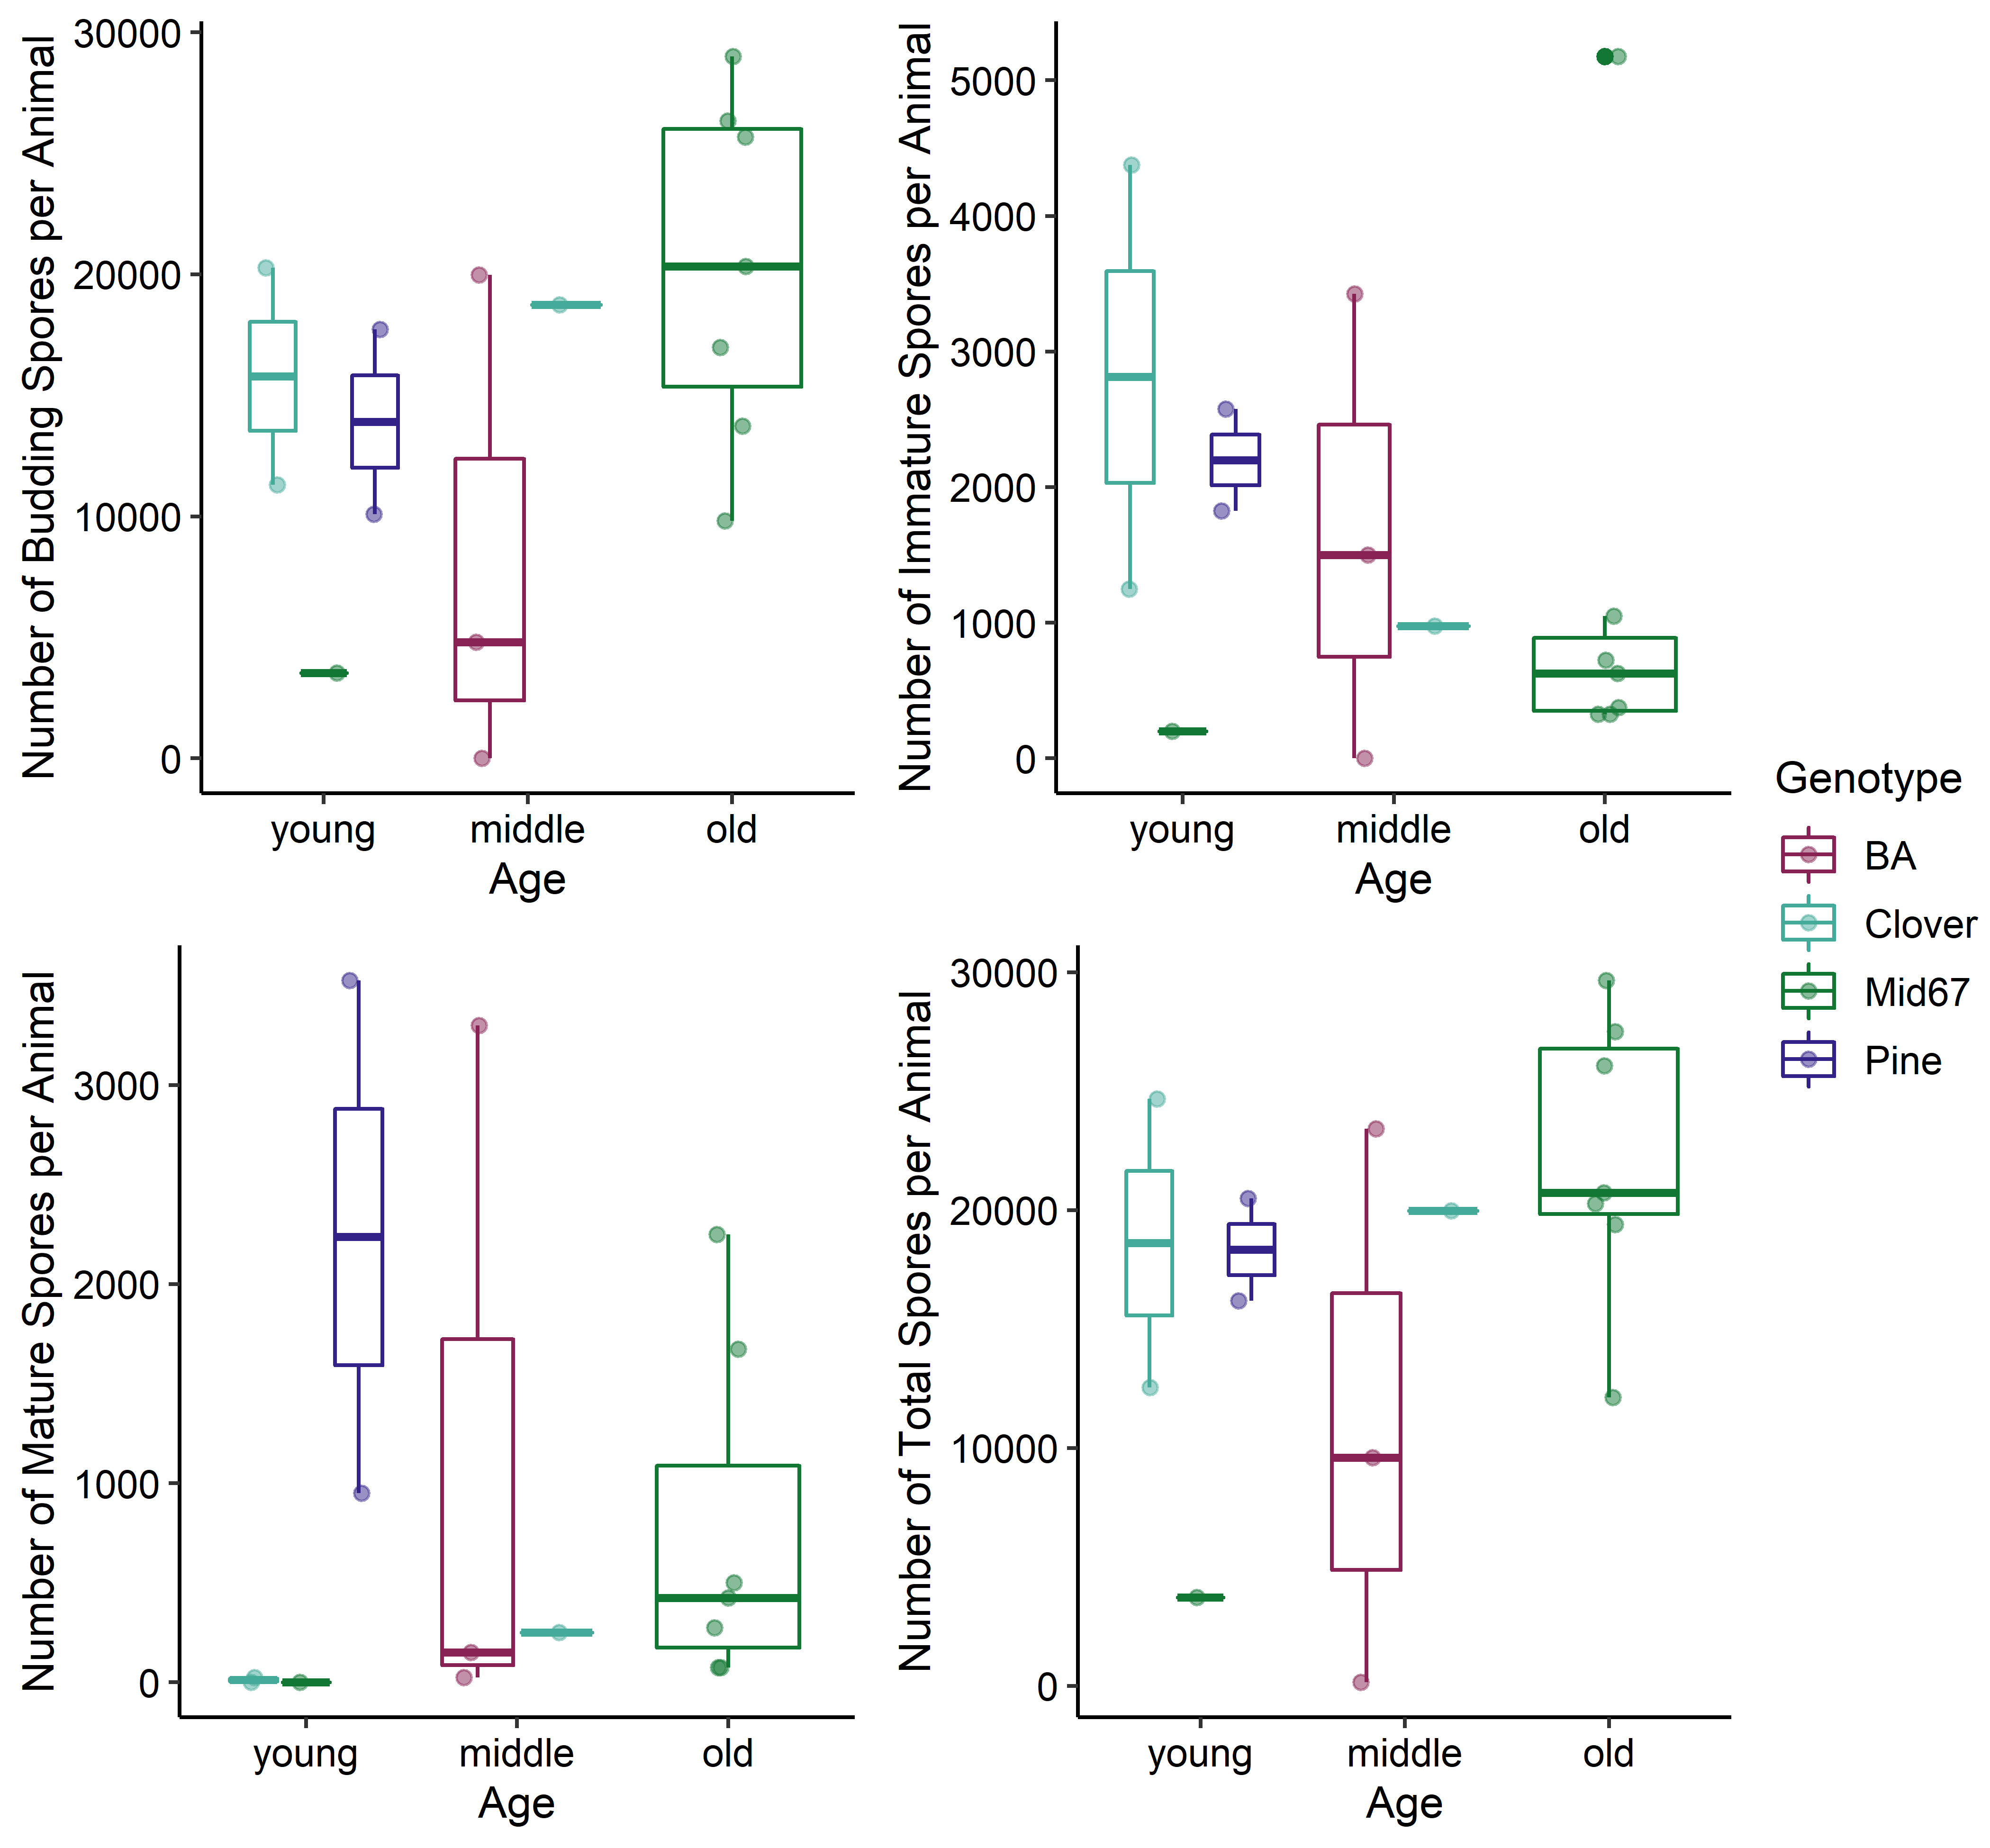 Number of Budding Spores per Animal
30000
20000
10000
0
young
middle
old
Age
Number of Immature Spores per Animal
5000
4000
3000
2000
1000
0
young
middle
old
Age
Number of Mature Spores per Animal
3000
2000
1000
0
young
middle
old
Age
Number of Total Spores per Animal
30000
20000
10000
0
young
middle
old
Age
Genotype
BA
Clover
Mid67
Pine